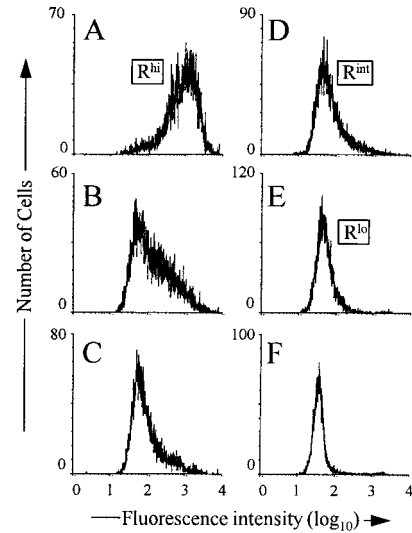 A
70
R^hi
0
D
90
R^int
0
B
60
0
E
120
R^lo
0
C
80
0
F
100
0
0 1 2 3 4
0 1 2 3 4
Number of Cells
Fluorescence intensity (log₁₀)